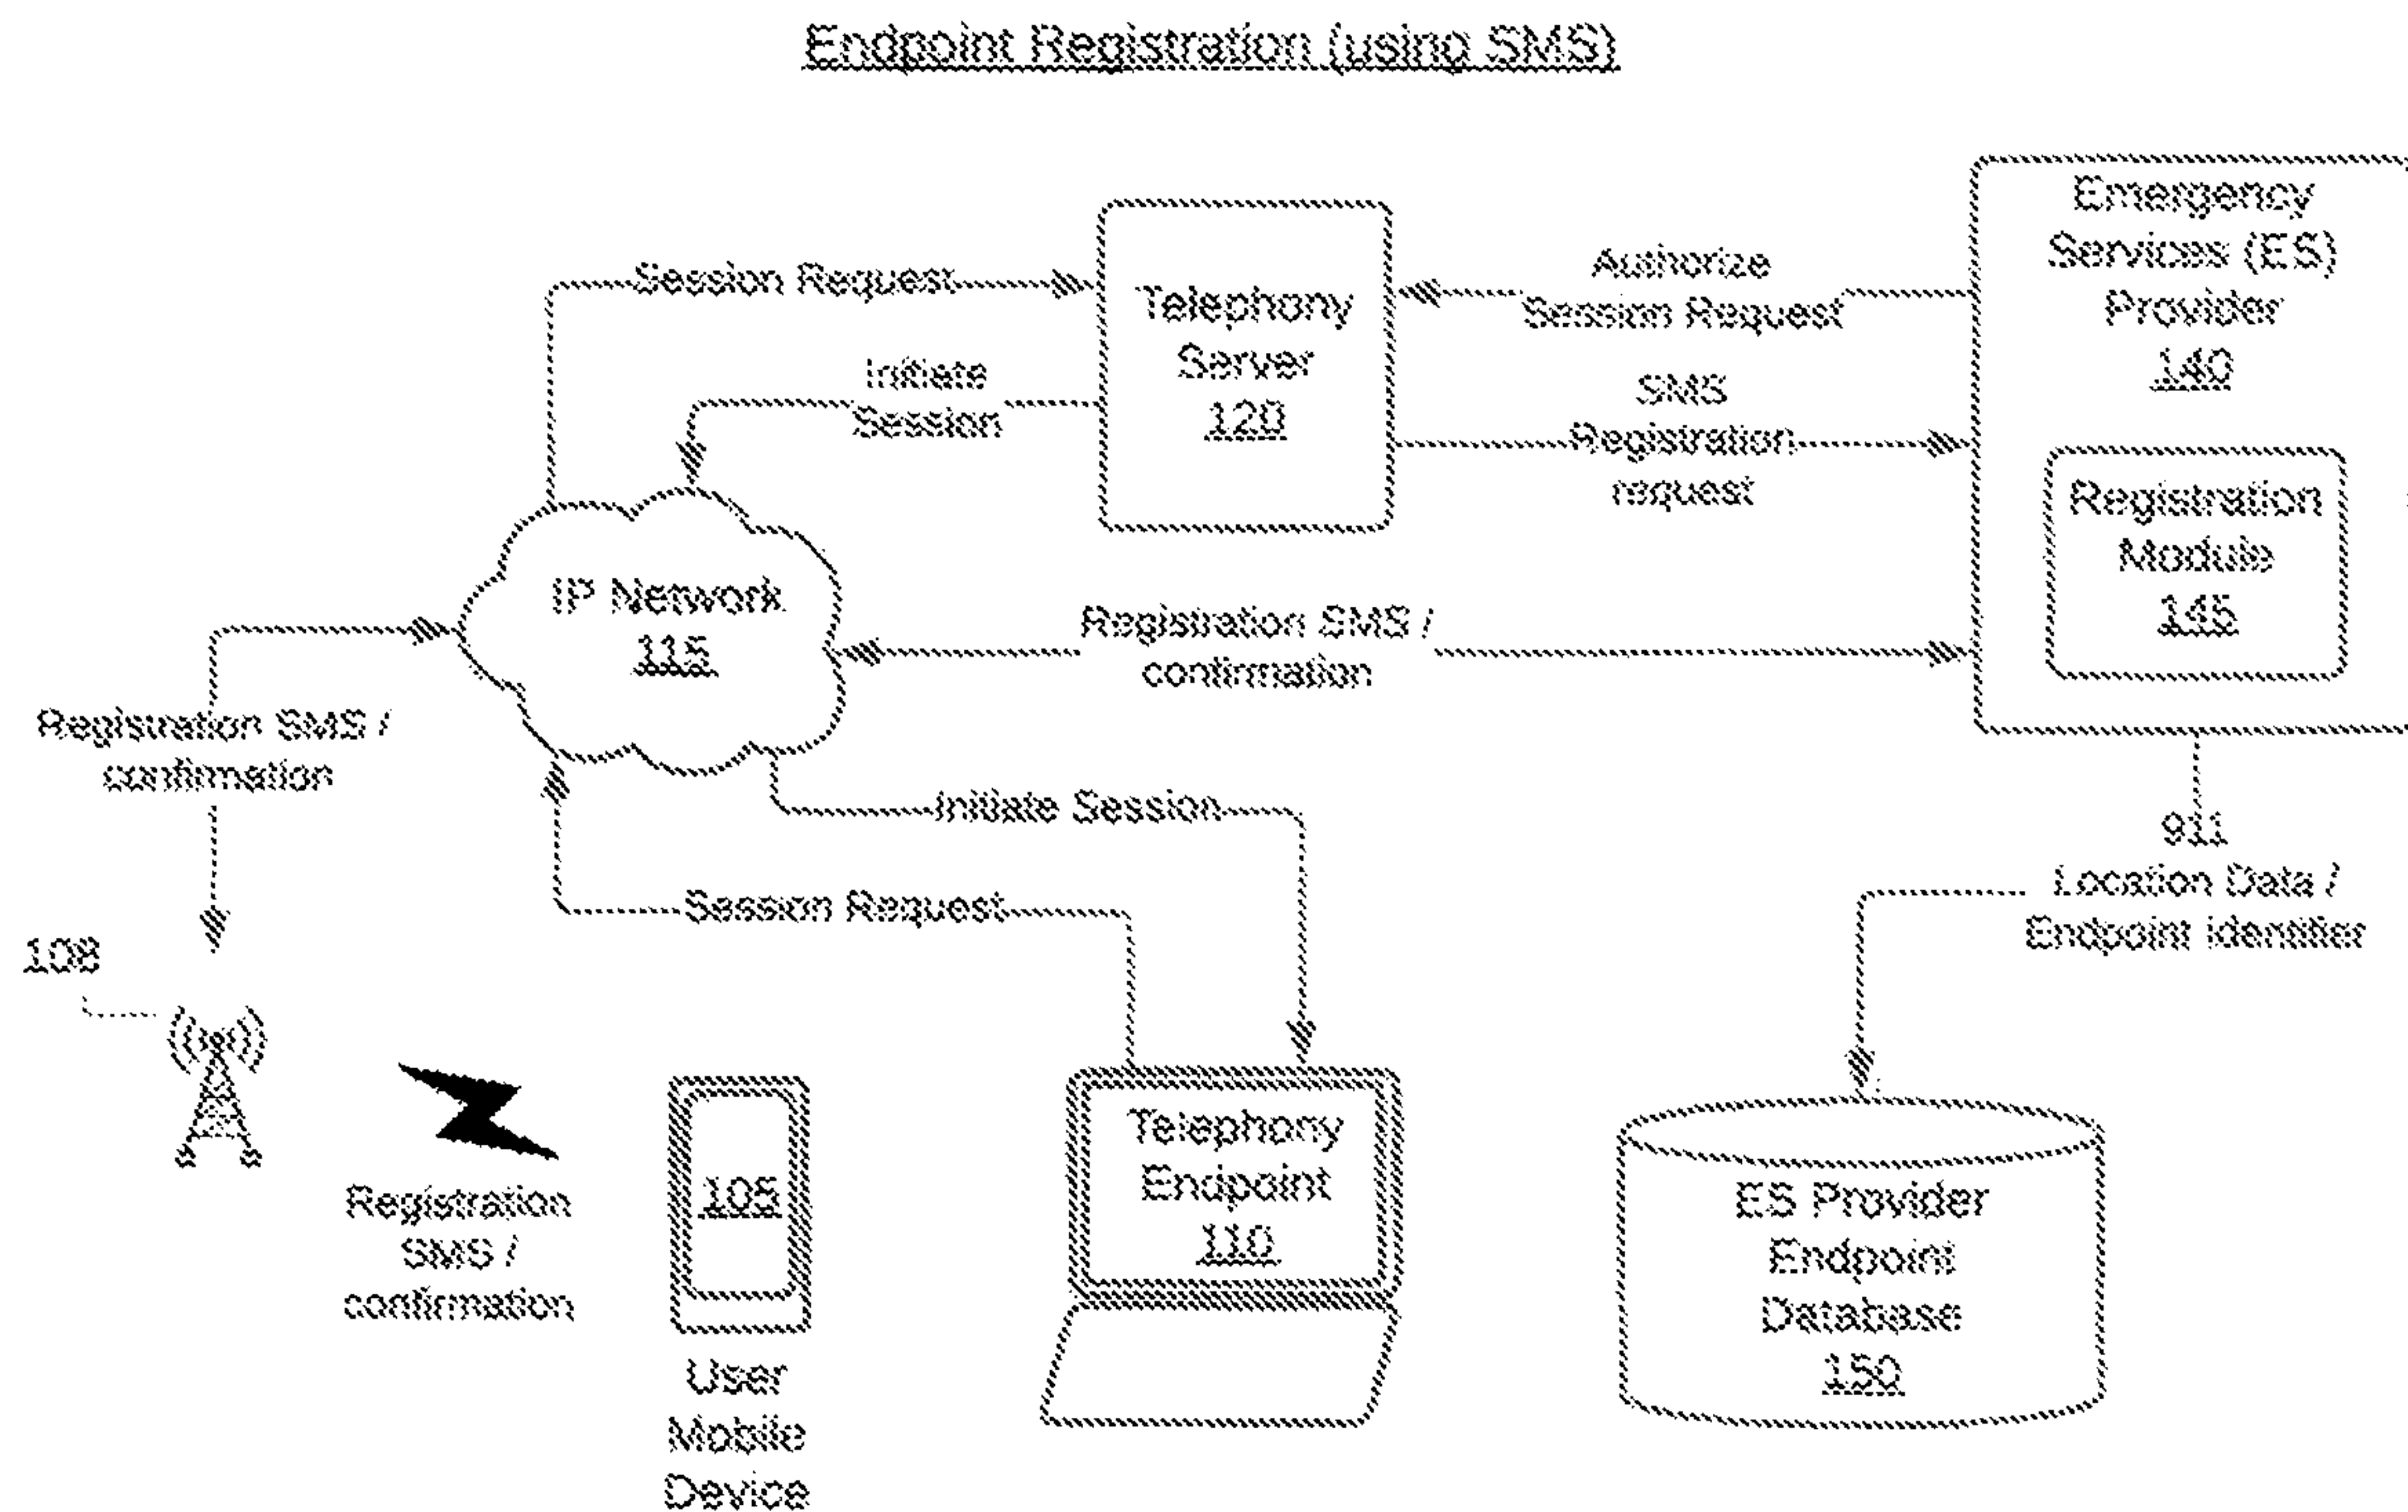 Endpoint Registration (using SMS)
Emergency
Services (ES)
Provider
140
Session Request
Telephony
Server
120
Authorize
Session Request
Initiate
Session
SMS
Registration
request
Registration
Module
145
IP Network
115
Registration SMS /
confirmation
Registration SMS /
confirmation
Initiate Session
911
Location Data /
Endpoint identifier
Session Request
108
Registration
SMS /
confirmation
105
User
Mobile
Device
Telephony
Endpoint
110
ES Provider
Endpoint
Database
150